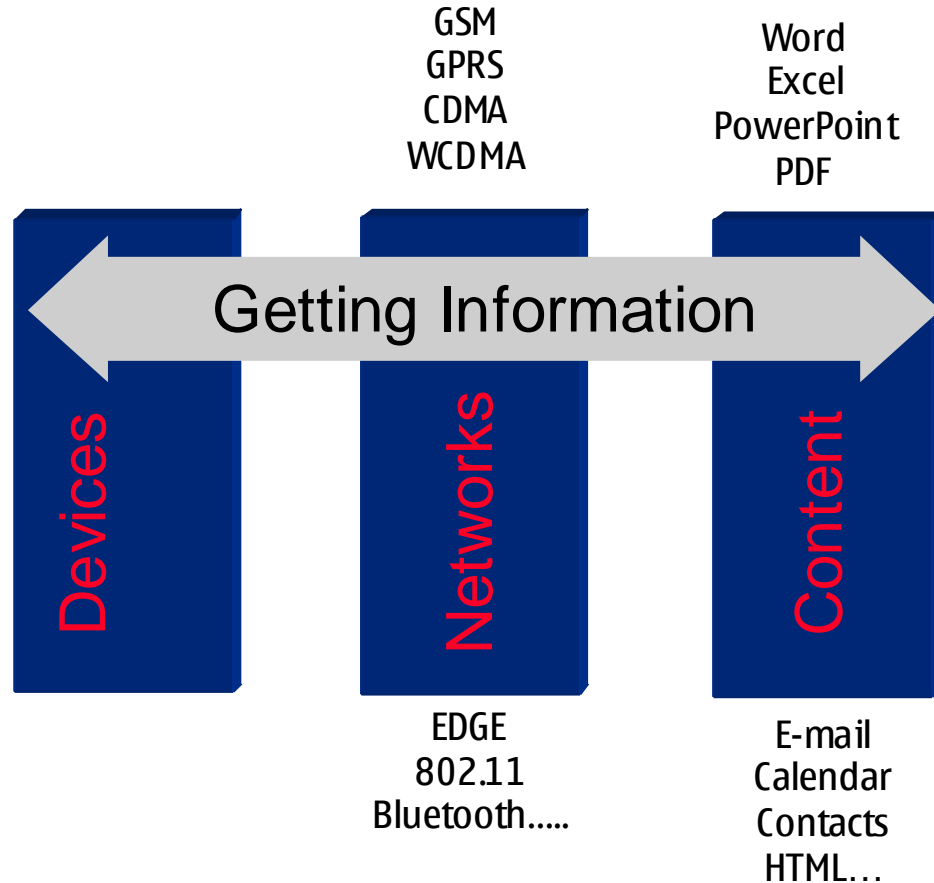 GSM
GPRS
CDMA
WCDMA
Word
Excel
PowerPoint
PDF
Getting Information
Devices
Networks
Content
EDGE
802.11
Bluetooth.....
E-mail
Calendar
Contacts
HTML...